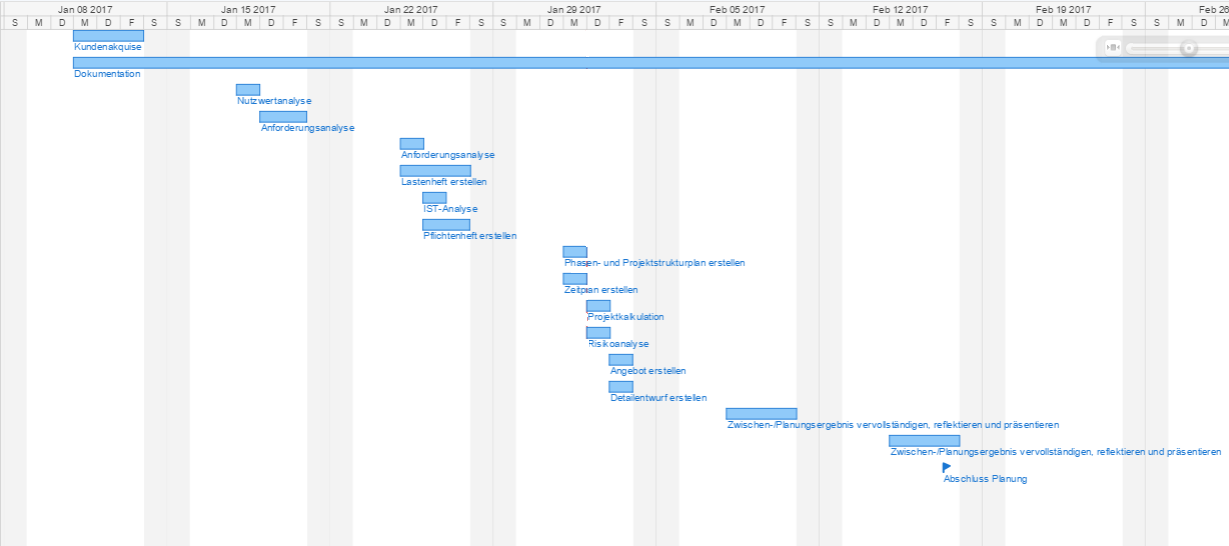 Jan 08 2017 Jan 15 2017 Jan 22 2017 Jan 29 2017 Feb 05 2017 Feb 12 2017 Feb 19 2017 Feb 26
S M D M D F S S M D M D F S S M D M D F S S M D M D F S S M D M D F S S M D M D F S S M D M D F S S M D M
Kundenakquise
Dokumentation
Nutzwertanalyse
Anforderungsanalyse
Anforderungsanalyse
Lastenheft erstellen
IST-Analyse
Pflichtenheft erstellen
Phasen- und Projektstrukturplan erstellen
Zeitplan erstellen
Projektkalkulation
Risikoanalyse
Angebot erstellen
Detailentwurf erstellen
Zwischen-/Planungsergebnis vervollständigen, reflektieren und präsentieren
Zwischen-/Planungsergebnis vervollständigen, reflektieren und präsentieren
Abschluss Planung